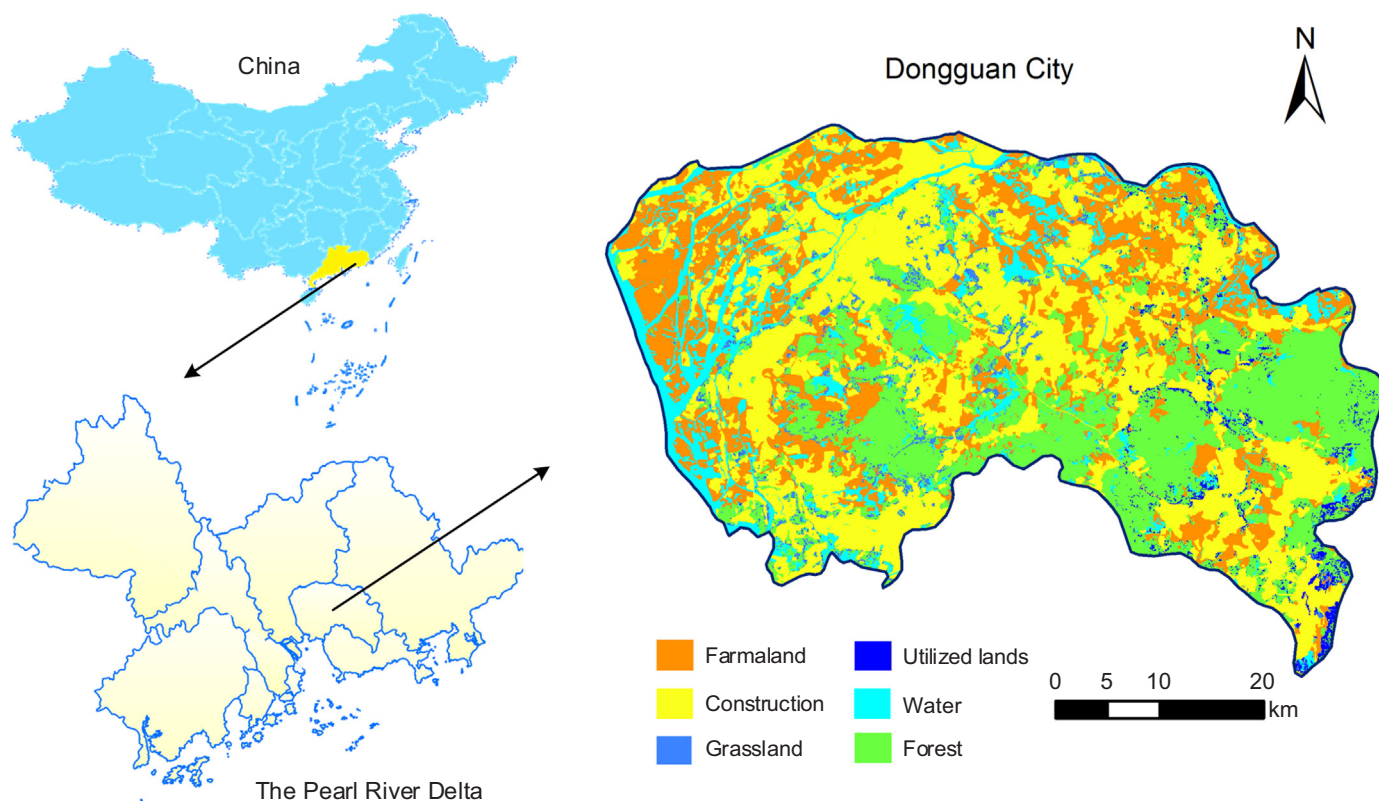 China
Dongguan City
N
The Pearl River Delta
Farmaland
Construction
Grassland
Utilized lands
Water
Forest
0 5 10 20
km